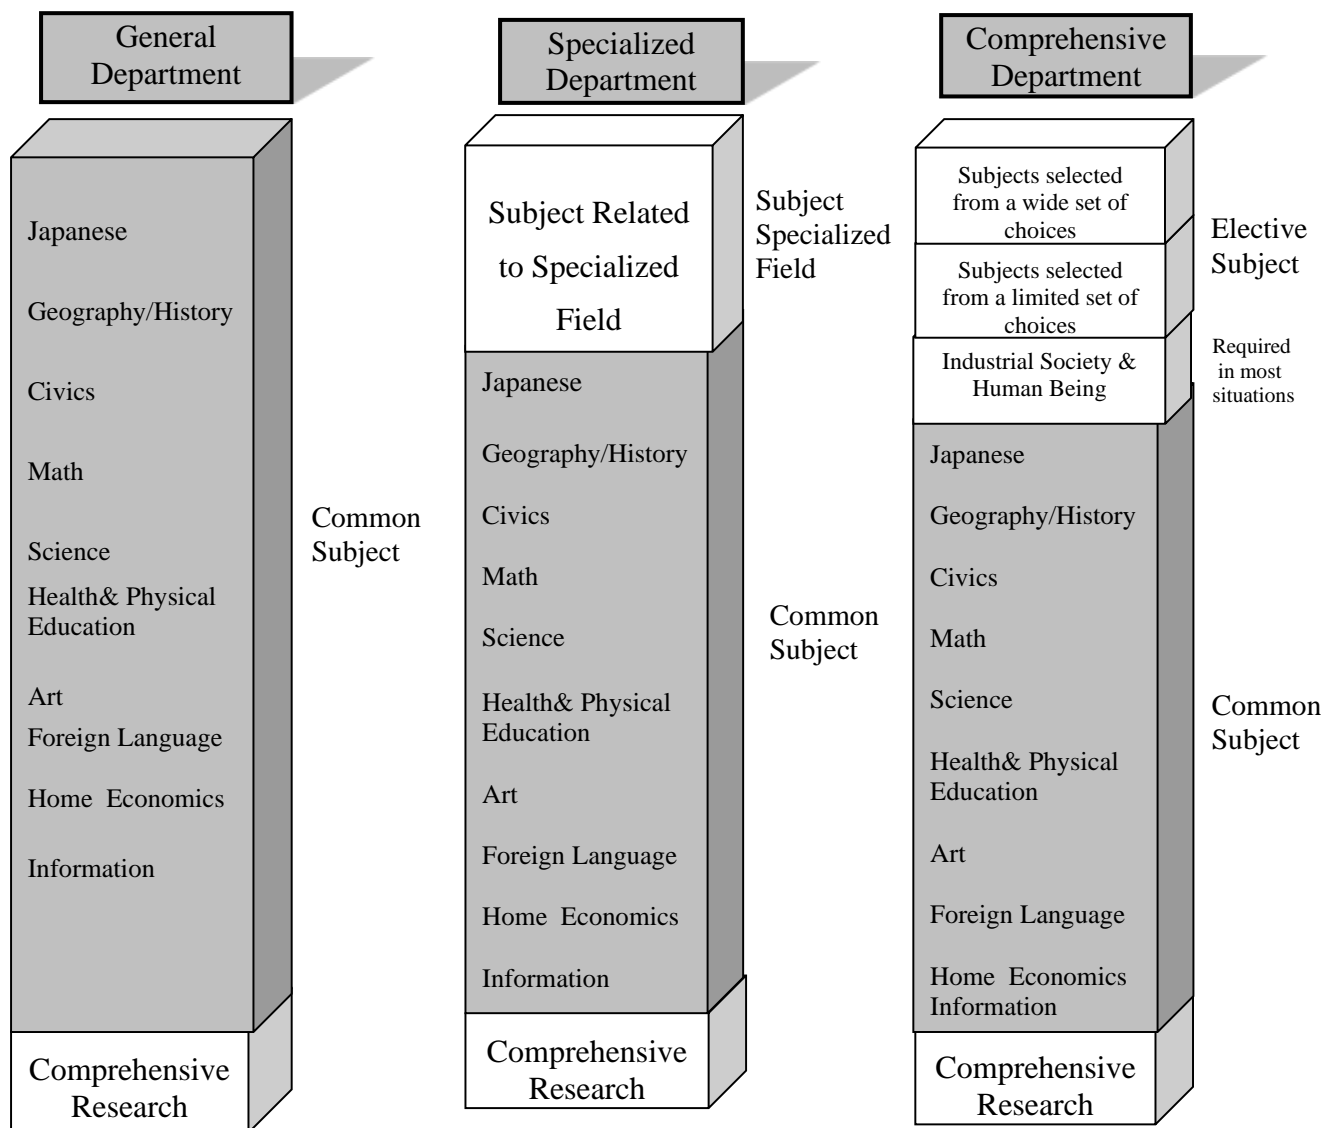 General
Department
Japanese
Geography/History
Civics
Math
Science
Health& Physical
Education
Art
Foreign Language
Home Economics
Information
Comprehensive
Research
Common
Subject
Specialized
Department
Subject Related
to Specialized
Field
Subject
Specialized
Field
Japanese
Geography/History
Civics
Math
Science
Health& Physical
Education
Art
Foreign Language
Home Economics
Information
Comprehensive
Research
Common
Subject
Comprehensive
Department
Subjects selected
from a wide set of
choices
Subjects selected
from a limited set of
choices
Elective
Subject
Industrial Society &
Human Being
Required
in most
situations
Japanese
Geography/History
Civics
Math
Science
Health& Physical
Education
Art
Foreign Language
Home Economics
Information
Comprehensive
Research
Common
Subject